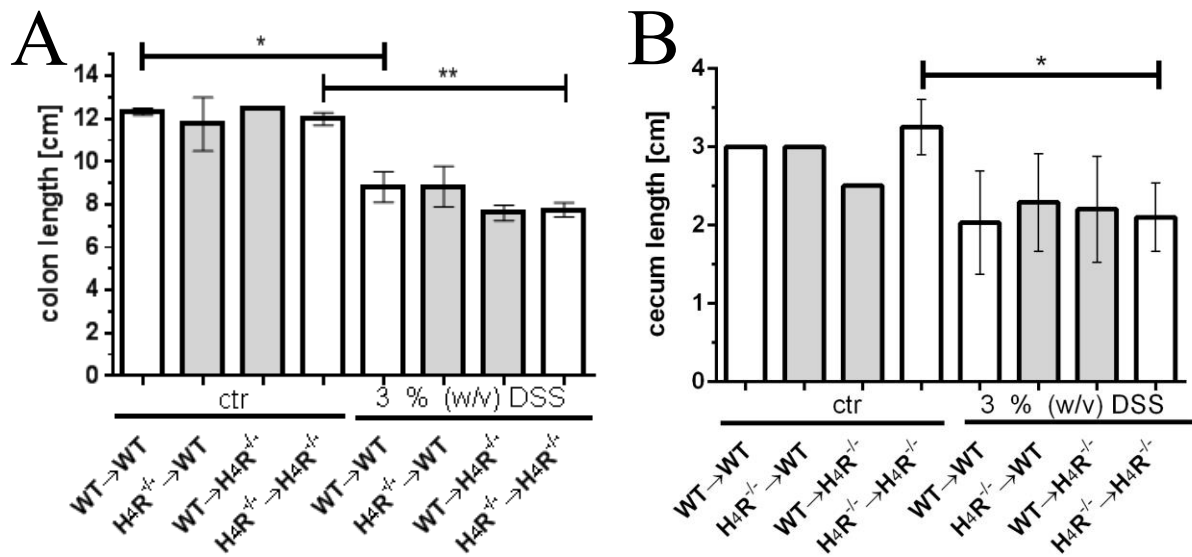 A
colon length [cm]
14
12
10
8
6
4
2
0
*
**
ctr
3 % (w/v) DSS
WT→WT
H4R-/-→WT
WT→H4R-/-
H4R-/-→H4R-/-
WT→WT
H4R-/-→WT
WT→H4R-/-
H4R-/-→H4R-/-
B
cecum length [cm]
4
3
2
1
0
*
ctr
3 % (w/v) DSS
WT→WT
H4R-/-→WT
WT→H4R-/-
H4R-/-→H4R-/-
WT→WT
H4R-/-→WT
WT→H4R-/-
H4R-/-→H4R-/-